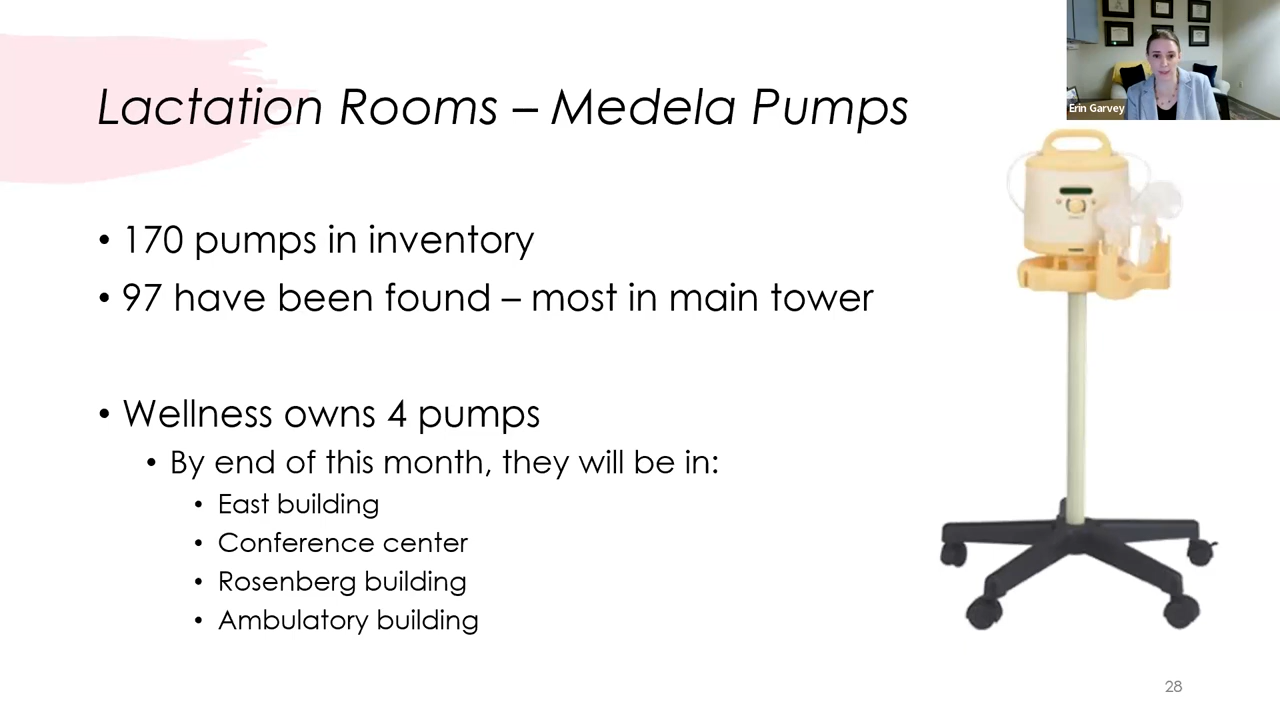 Lactation Rooms – Medela Pumps
Erin Garvey
• 170 pumps in inventory
• 97 have been found – most in main tower
• Wellness owns 4 pumps
• By end of this month, they will be in:
• East building
• Conference center
• Rosenberg building
• Ambulatory building
28